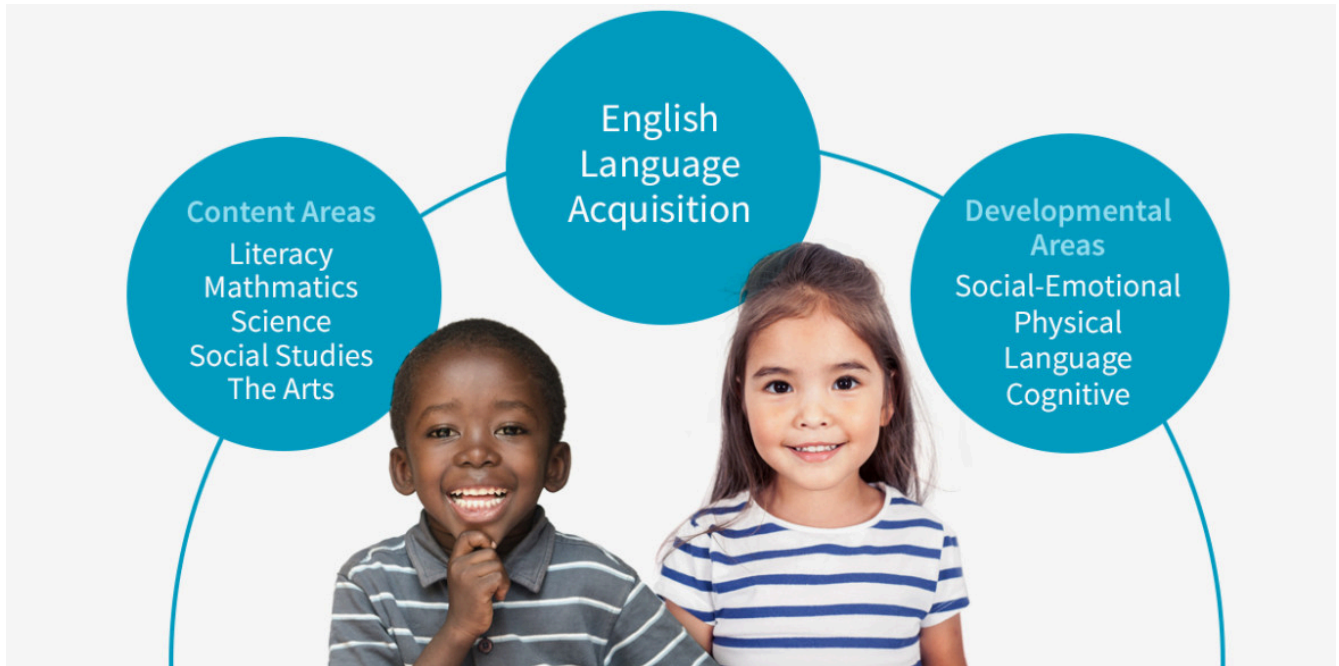 Content Areas
Literacy
Mathmatics
Science
Social Studies
The Arts
English
Language
Acquisition
Developmental
Areas
Social-Emotional
Physical
Language
Cognitive